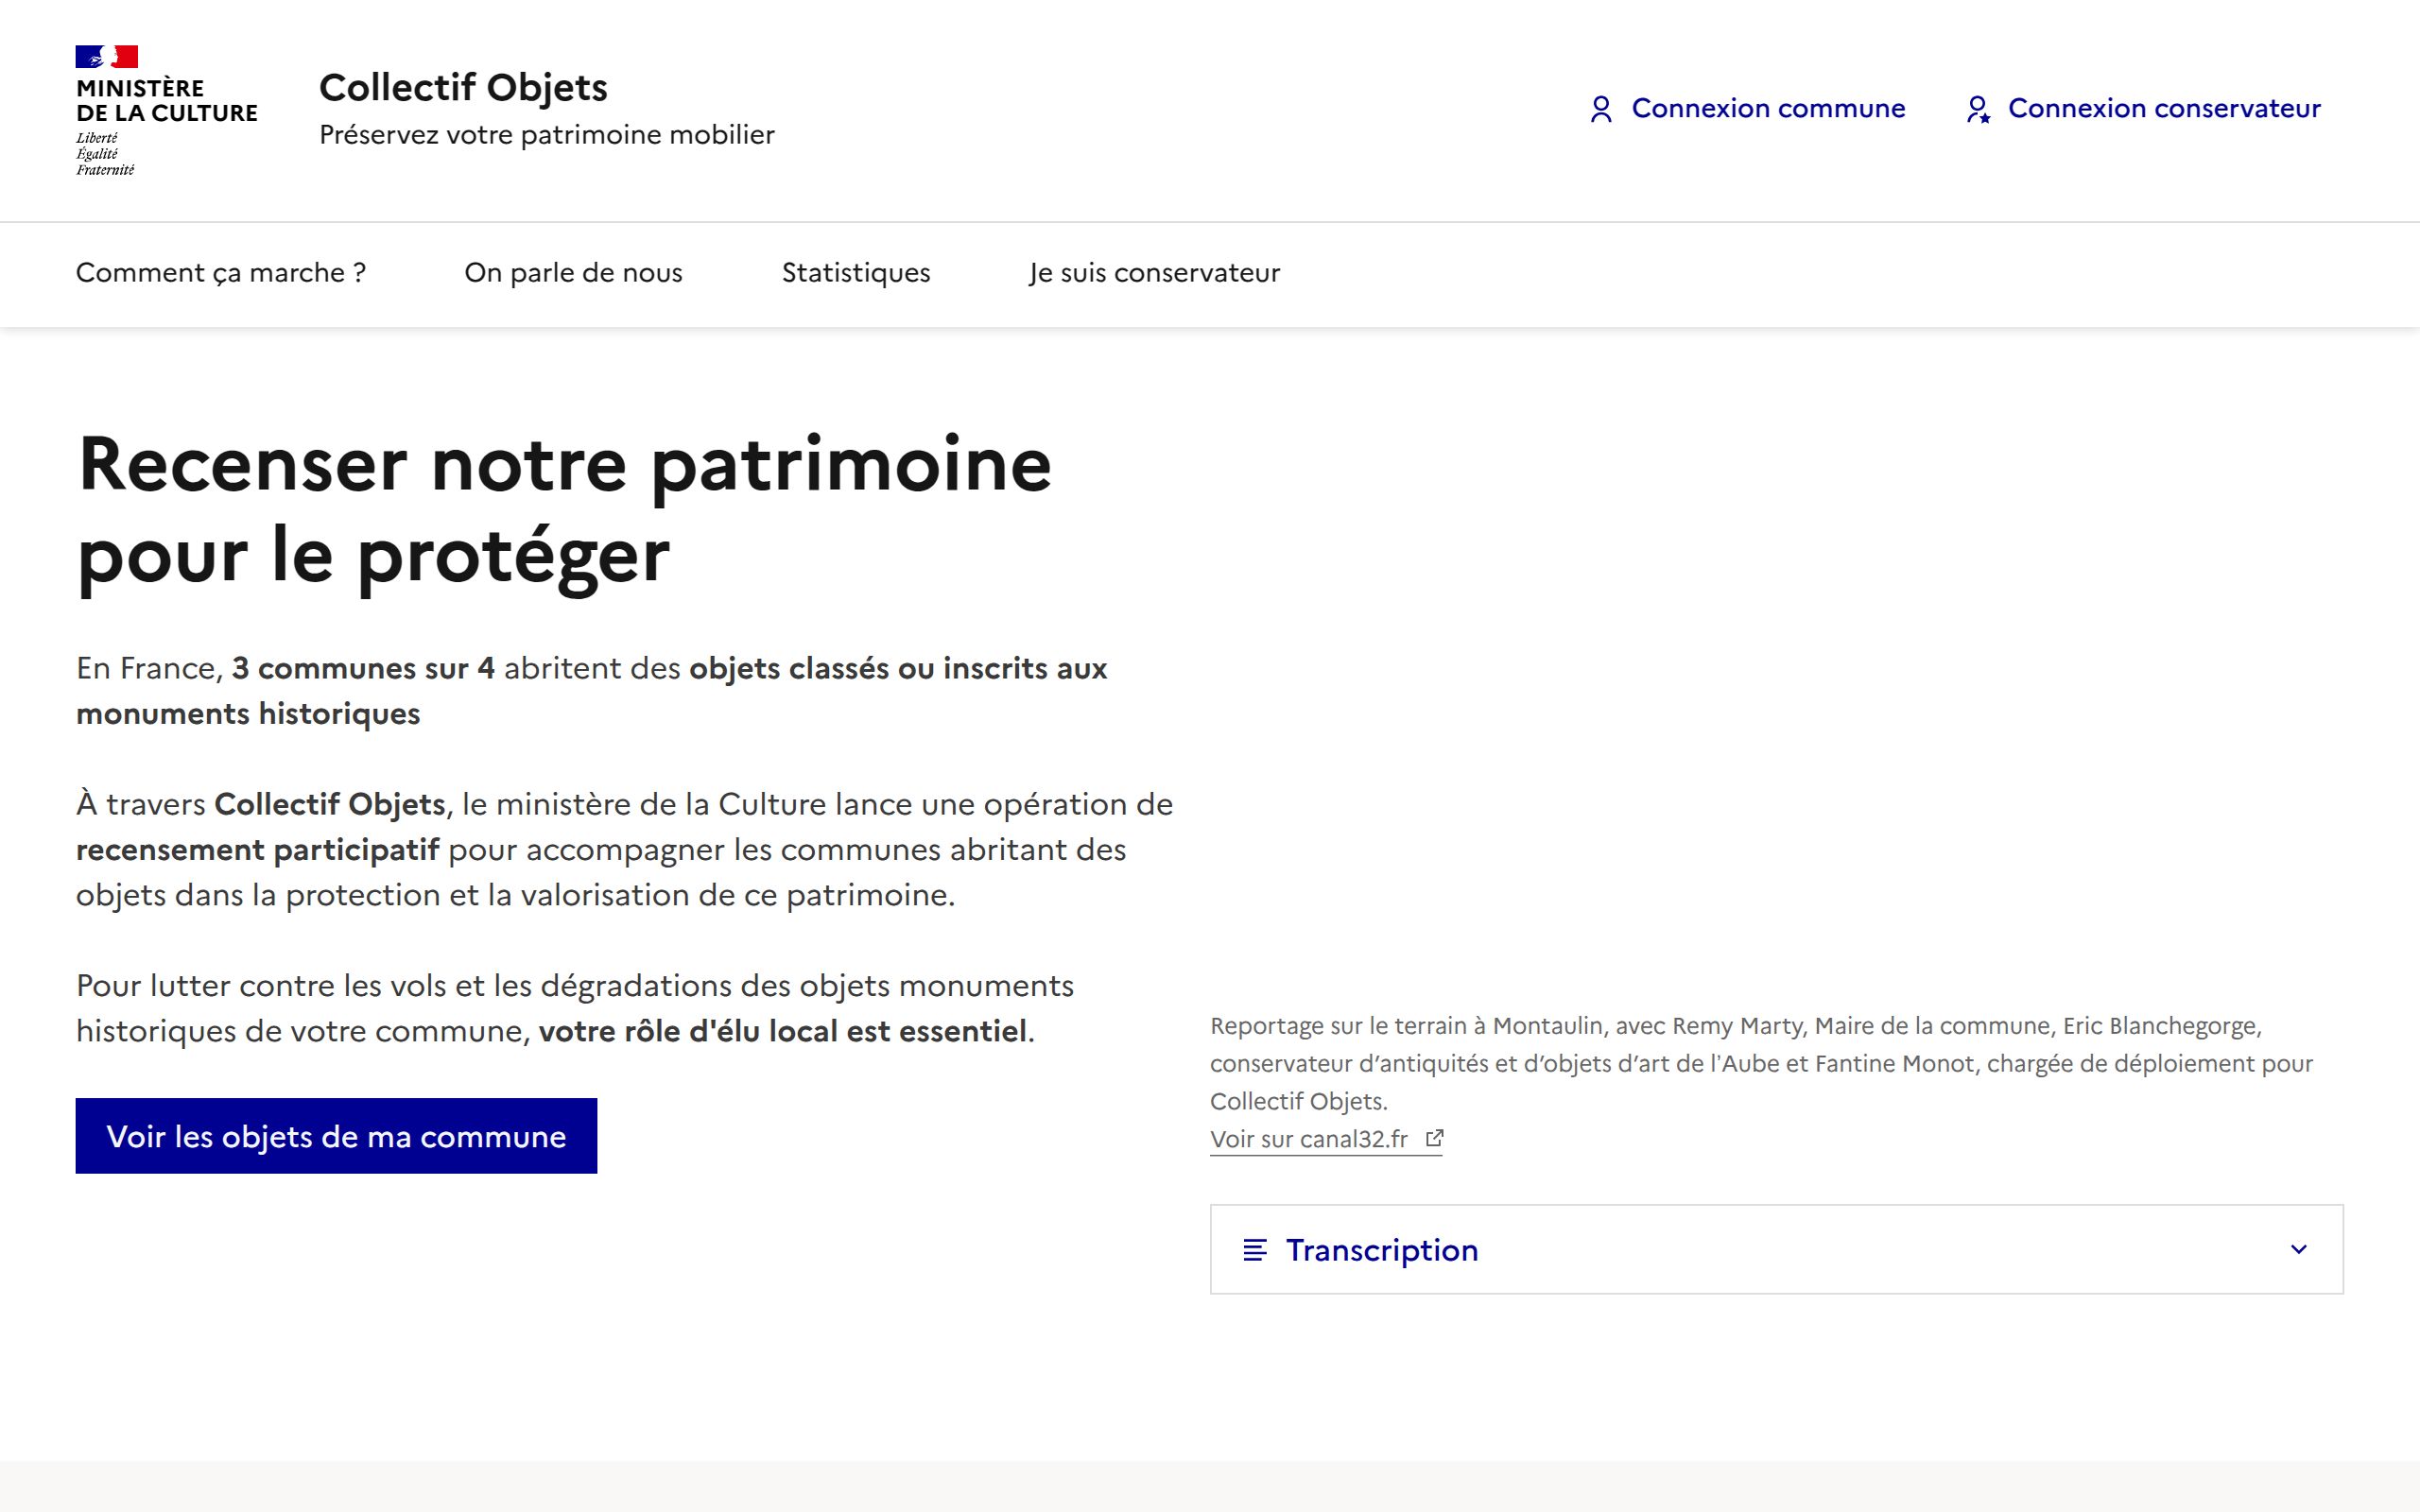 MINISTÈRE
DE LA CULTURE
Liberté
Égalité
Fraternité
Collectif Objets
Préservez votre patrimoine mobilier
Connexion commune
Connexion conservateur
Comment ça marche ?
On parle de nous
Statistiques
Je suis conservateur
Recenser notre patrimoine
pour le protéger
En France, 3 communes sur 4 abritent des objets classés ou inscrits aux
monuments historiques
À travers Collectif Objets, le ministère de la Culture lance une opération de
recensement participatif pour accompagner les communes abritant des
objets dans la protection et la valorisation de ce patrimoine.
Pour lutter contre les vols et les dégradations des objets monuments
historiques de votre commune, votre rôle d'élu local est essentiel.
Voir les objets de ma commune
Reportage sur le terrain à Montaulin, avec Remy Marty, Maire de la commune, Eric Blanchegorge,
conservateur d’antiquités et d’objets d’art de l’Aube et Fantine Monot, chargée de déploiement pour
Collectif Objets.
Voir sur canal32.fr
Transcription